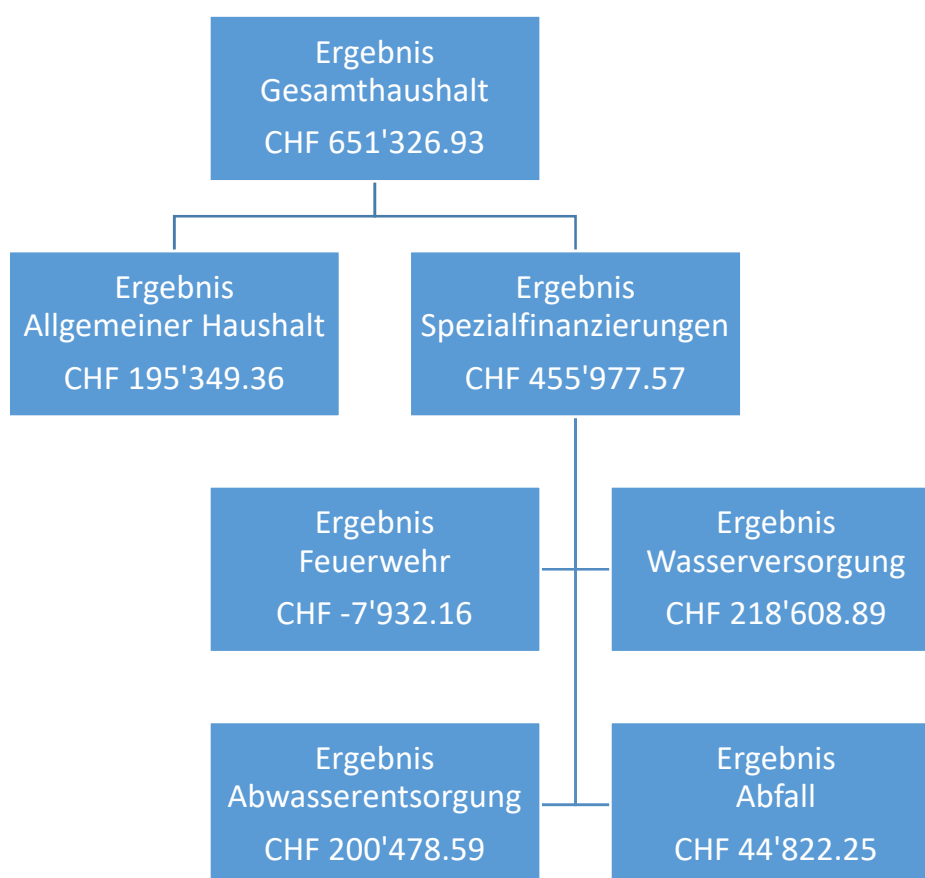 Ergebnis
Gesamthaushalt
CHF 651'326.93
Ergebnis
Allgemeiner Haushalt
CHF 195'349.36
Ergebnis
Spezialfinanzierungen
CHF 455'977.57
Ergebnis
Feuerwehr
CHF -7'932.16
Ergebnis
Wasserversorgung
CHF 218'608.89
Ergebnis
Abwasserentsorgung
CHF 200'478.59
Ergebnis
Abfall
CHF 44'822.25